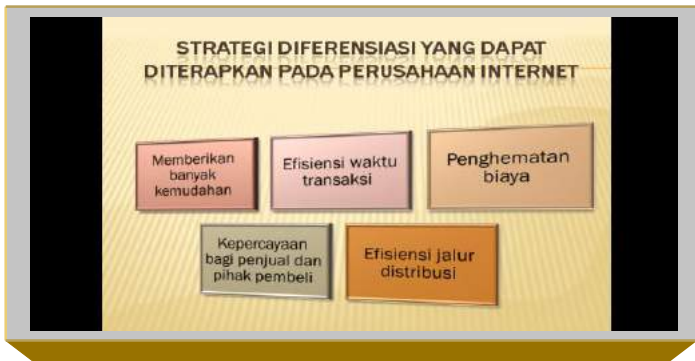 STRATEGI DIFERENSIASI YANG DAPAT
DITERAPKAN PADA PERUSAHAAN INTERNET
Memberikan
banyak
kemudahan
Efisiensi waktu
transaksi
Penghematan
biaya
Kepercayaan
bagi penjual dan
pihak pembeli
Efisiensi jalur
distribusi